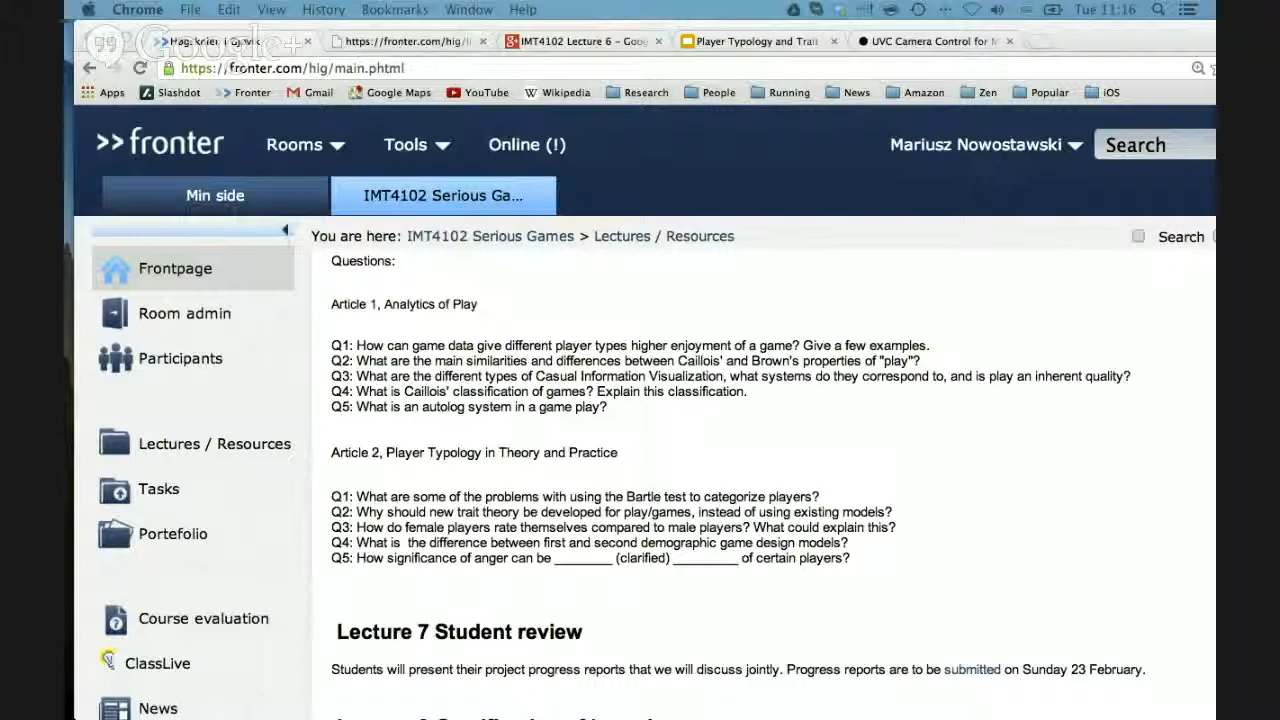 Chrome File Edit View History Bookmarks Window Help Tue 11:16
Google+
https://fronter.com/hig/ IMT4102 Lecture 6 – Goog Player Typology and Trait UVC Camera Control for M
https://fronter.com/hig/main.phtml
Apps Slashdot Fronter Gmail Google Maps YouTube Wikipedia Research People Running News Amazon Zen Popular iOS
>>fronter Rooms Tools Online (!) Mariusz Nowostawski Search
Min side IMT4102 Serious Ga...
You are here: IMT4102 Serious Games > Lectures / Resources Search
Frontpage
Room admin
Participants
Lectures / Resources
Tasks
Portefolio
Course evaluation
ClassLive
News
Questions:
Article 1, Analytics of Play
Q1: How can game data give different player types higher enjoyment of a game? Give a few examples.
Q2: What are the main similarities and differences between Caillois' and Brown's properties of "play"?
Q3: What are the different types of Casual Information Visualization, what systems do they correspond to, and is play an inherent quality?
Q4: What is Caillois' classification of games? Explain this classification.
Q5: What is an autolog system in a game play?
Article 2, Player Typology in Theory and Practice
Q1: What are some of the problems with using the Bartle test to categorize players?
Q2: Why should new trait theory be developed for play/games, instead of using existing models?
Q3: How do female players rate themselves compared to male players? What could explain this?
Q4: What is the difference between first and second demographic game design models?
Q5: How significance of anger can be ________ (clarified) _________ of certain players?
Lecture 7 Student review
Students will present their project progress reports that we will discuss jointly. Progress reports are to be submitted on Sunday 23 February.